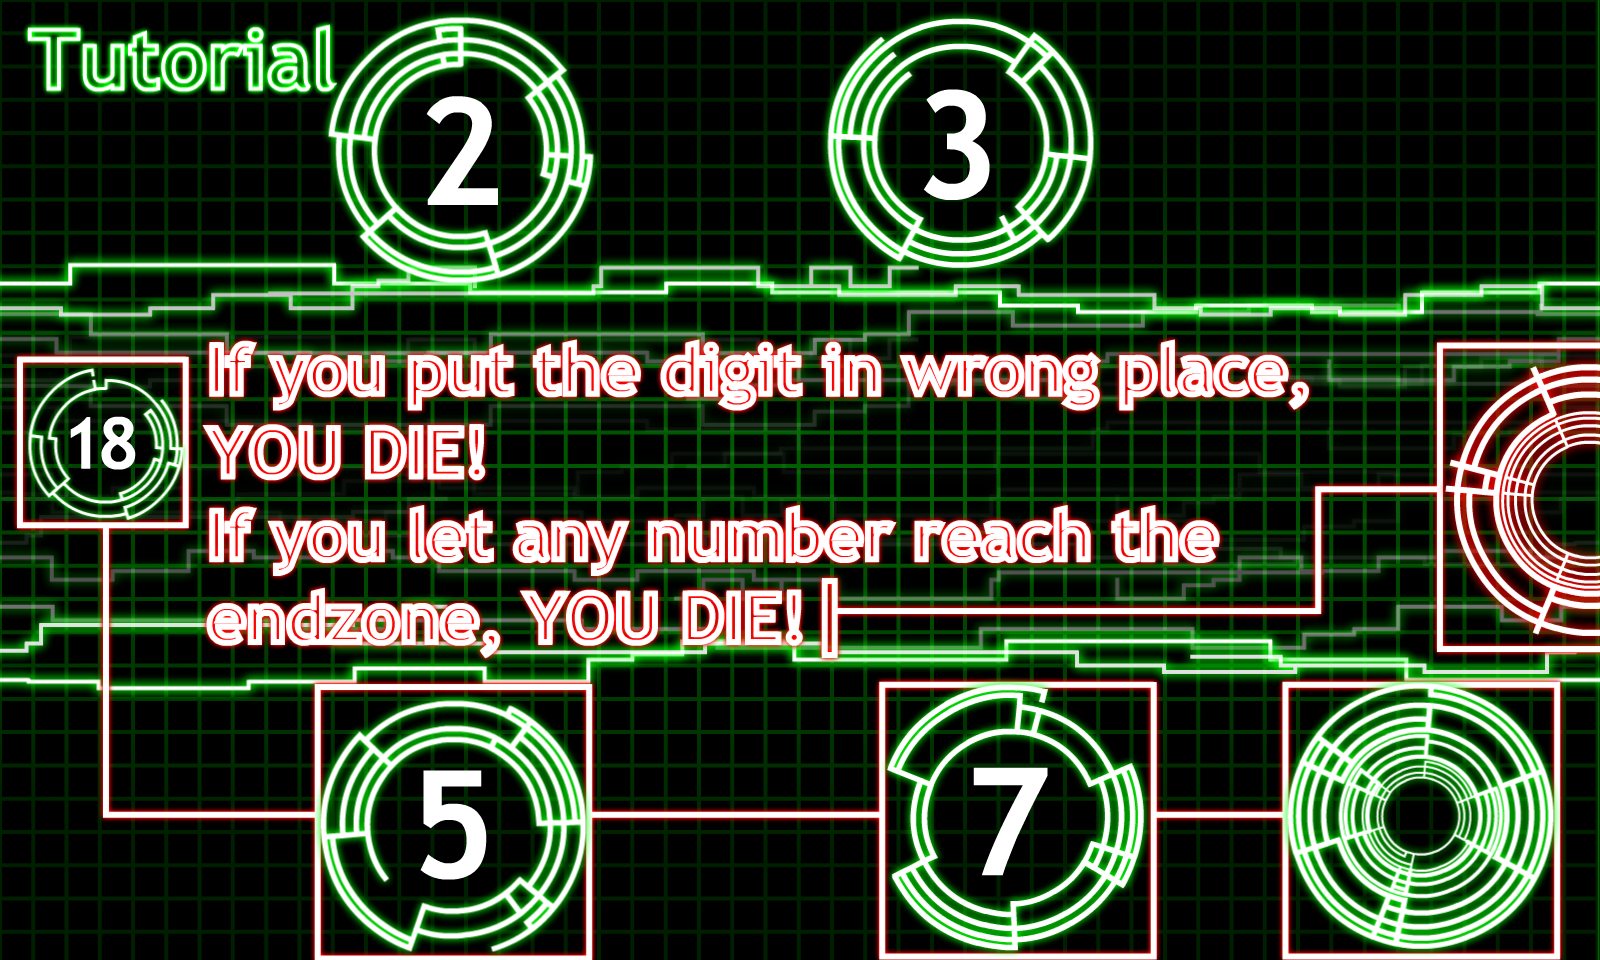 Tutorial
2
3
18
If you put the digit in wrong place,
YOU DIE!
If you let any number reach the
endzone, YOU DIE!
5
7